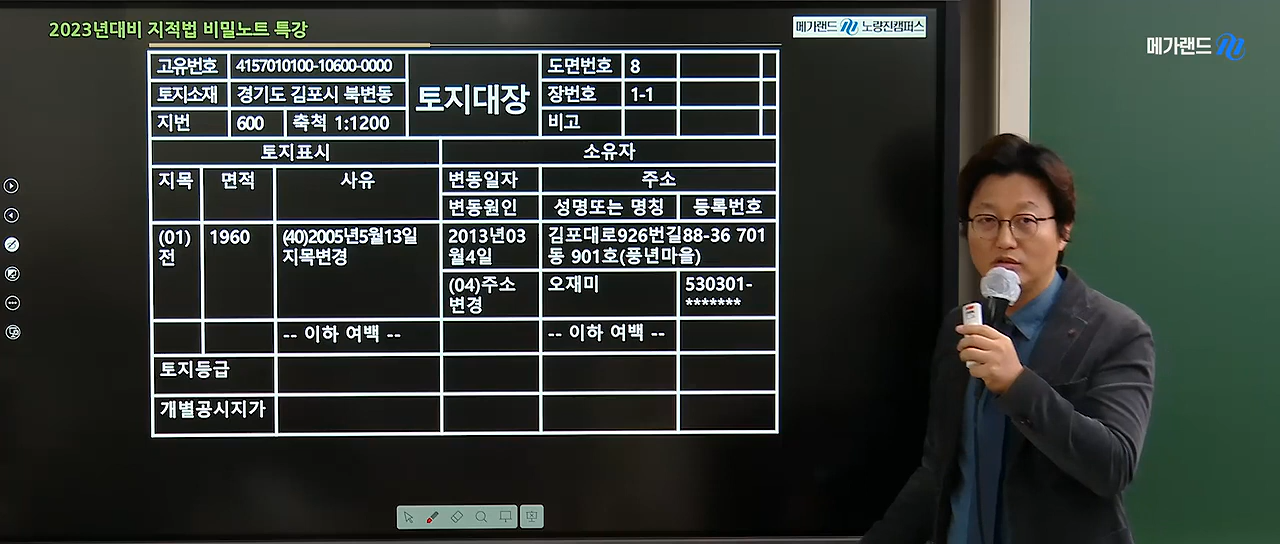 2023년대비 지적법 비밀노트 특강
메가랜드 노량진캠퍼스
메가랜드
고유번호 4157010100-10600-0000 토지대장 도면번호 8
토지소재 경기도 김포시 북변동 장번호 1-1
지번 600 축척 1:1200 비고
토지표시 소유자
지목 면적 사유 변동일자 주소
변동원인 성명또는 명칭 등록번호
(01) 1960 (40)2005년5월13일 2013년03 김포대로926번길88-36 701
전 지목변경 월4일 동 901호(풍년마을)
(04)주소 오재미 530301-
변경 *******
-- 이하 여백 -- -- 이하 여백 --
토지등급
개별공시지가